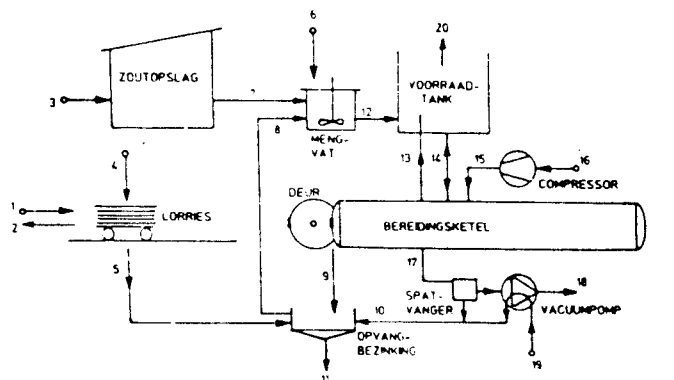 6
20
ZOUTOPSLAG
VOORRAAD-
TANK
3
7
8
12
MENG-
VAT
4
13
14
15
16
COMPRESSOR
DEUR
1
2
LORRIES
BEREIDINGSKETEL
5
9
17
SPAT-
VANGER
18
VACUUMPOMP
10
OPVANG-
BEZINKING
19
11